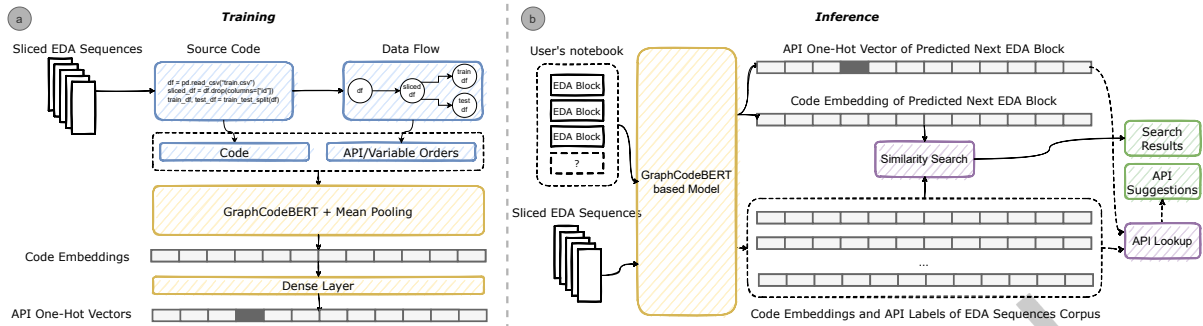 a
Training
Sliced EDA Sequences
Source Code
Data Flow
df = pd.read_csv("train.csv")
sliced_df = df.drop(columns=["id"])
train_df, test_df = train_test_split(df)
df
sliced
df
train
df
test
df
Code
API/Variable Orders
GraphCodeBERT + Mean Pooling
Code Embeddings
Dense Layer
API One-Hot Vectors
b
Inference
User's notebook
EDA Block
EDA Block
EDA Block
?
Sliced EDA Sequences
GraphCodeBERT
based Model
API One-Hot Vector of Predicted Next EDA Block
Code Embedding of Predicted Next EDA Block
Similarity Search
...
Code Embeddings and API Labels of EDA Sequences Corpus
Search
Results
API
Suggestions
API Lookup